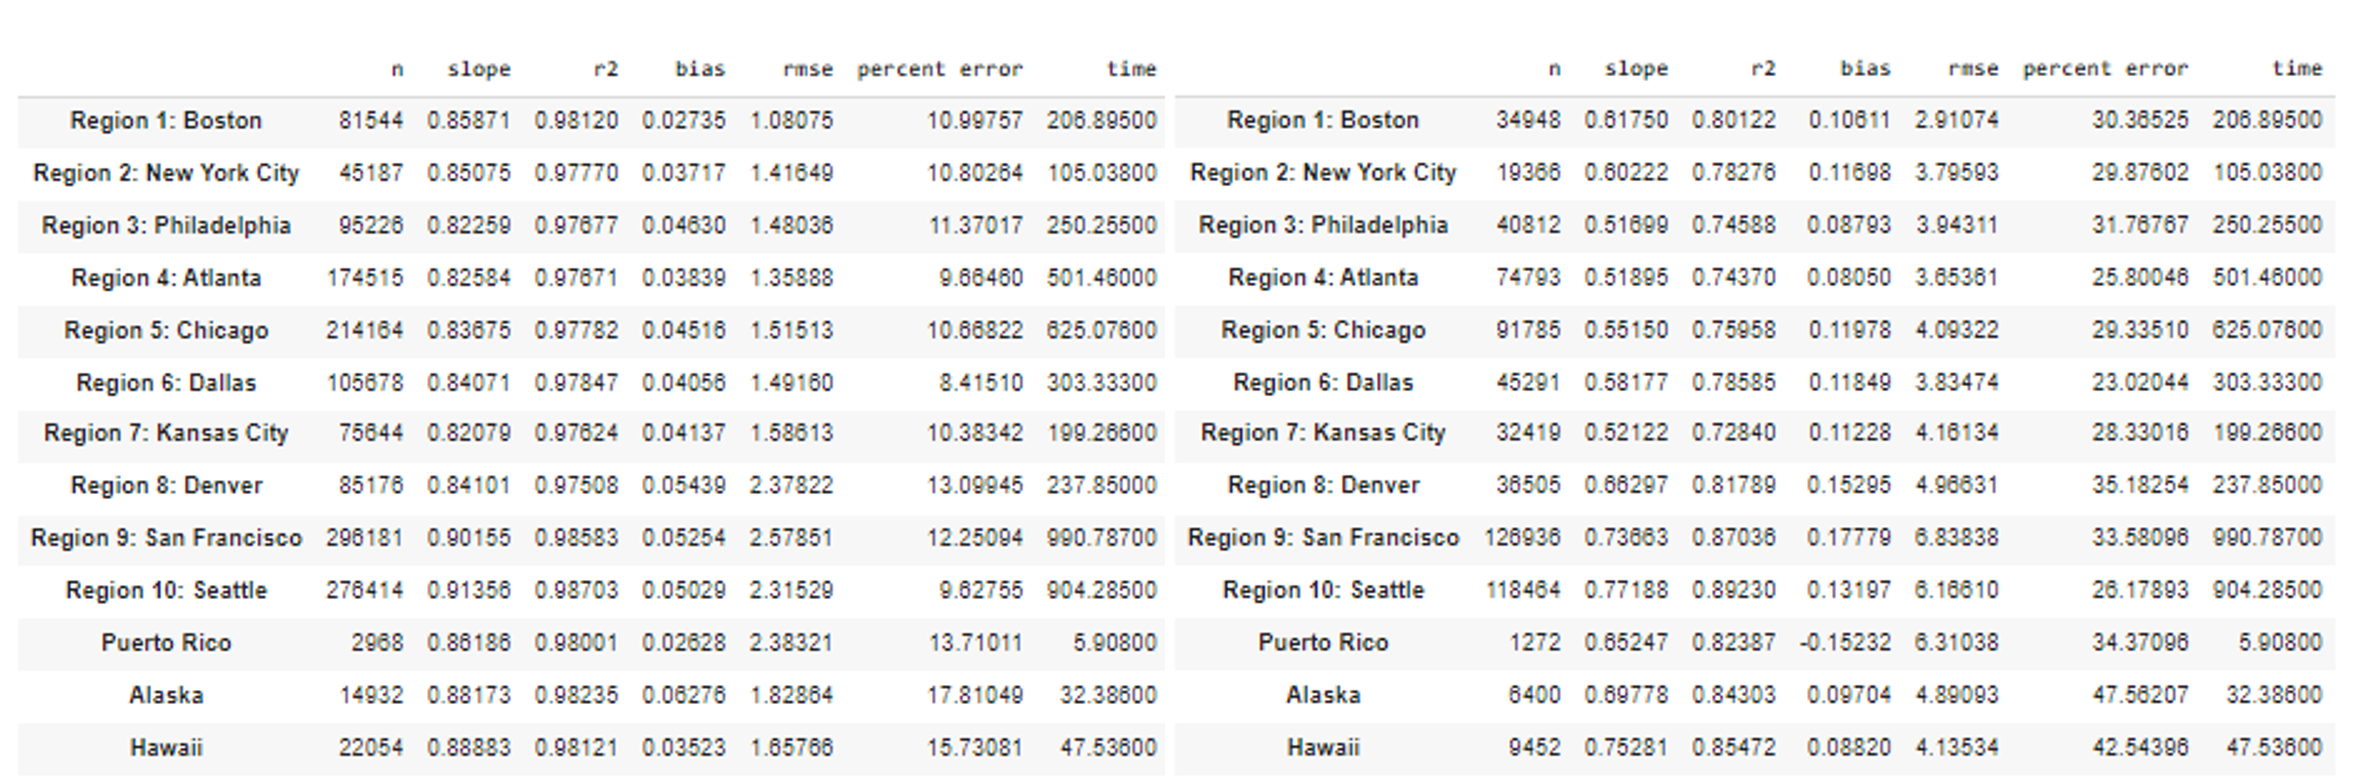 n slope r2 bias rmse percent error time n slope r2 bias rmse percent error time
Region 1: Boston 81544 0.85871 0.98120 0.02735 1.08075 10.99757 206.89500 Region 1: Boston 34948 0.61750 0.80122 0.10611 2.91074 30.36525 206.89500
Region 2: New York City 45187 0.85075 0.97770 0.03717 1.41649 10.80264 105.03800 Region 2: New York City 19366 0.60222 0.78276 0.11698 3.79593 29.87602 105.03800
Region 3: Philadelphia 95226 0.82259 0.97677 0.04630 1.48036 11.37017 250.25500 Region 3: Philadelphia 40812 0.51699 0.74588 0.08793 3.94311 31.76767 250.25500
Region 4: Atlanta 174515 0.82584 0.97671 0.03839 1.35888 9.66460 501.46000 Region 4: Atlanta 74793 0.51895 0.74370 0.08050 3.65361 25.80046 501.46000
Region 5: Chicago 214164 0.83675 0.97782 0.04516 1.51513 10.66822 625.07600 Region 5: Chicago 91785 0.55150 0.75958 0.11978 4.09322 29.33510 625.07600
Region 6: Dallas 105678 0.84071 0.97847 0.04056 1.49160 8.41510 303.33300 Region 6: Dallas 45291 0.58177 0.78585 0.11849 3.83474 23.02044 303.33300
Region 7: Kansas City 75644 0.82079 0.97624 0.04137 1.58613 10.38342 199.26600 Region 7: Kansas City 32419 0.52122 0.72840 0.11228 4.16134 28.33016 199.26600
Region 8: Denver 85176 0.84101 0.97508 0.05439 2.37822 13.09945 237.85000 Region 8: Denver 36505 0.66297 0.81789 0.15295 4.96631 35.18254 237.85000
Region 9: San Francisco 296181 0.90155 0.98583 0.05254 2.57851 12.25094 990.78700 Region 9: San Francisco 126936 0.73663 0.87036 0.17779 6.83838 33.58096 990.78700
Region 10: Seattle 276414 0.91356 0.98703 0.05029 2.31529 9.62755 904.28500 Region 10: Seattle 118464 0.77188 0.89230 0.13197 6.16610 26.17893 904.28500
Puerto Rico 2968 0.86186 0.98001 0.02628 2.38321 13.71011 5.90800 Puerto Rico 1272 0.65247 0.82387 -0.15232 6.31038 34.37096 5.90800
Alaska 14932 0.88173 0.98235 0.06276 1.82864 17.81049 32.38600 Alaska 6400 0.69778 0.84303 0.09704 4.89093 47.56207 32.38600
Hawaii 22054 0.88883 0.98121 0.03523 1.65766 15.73081 47.53600 Hawaii 9452 0.75281 0.85472 0.08820 4.13534 42.54396 47.53600